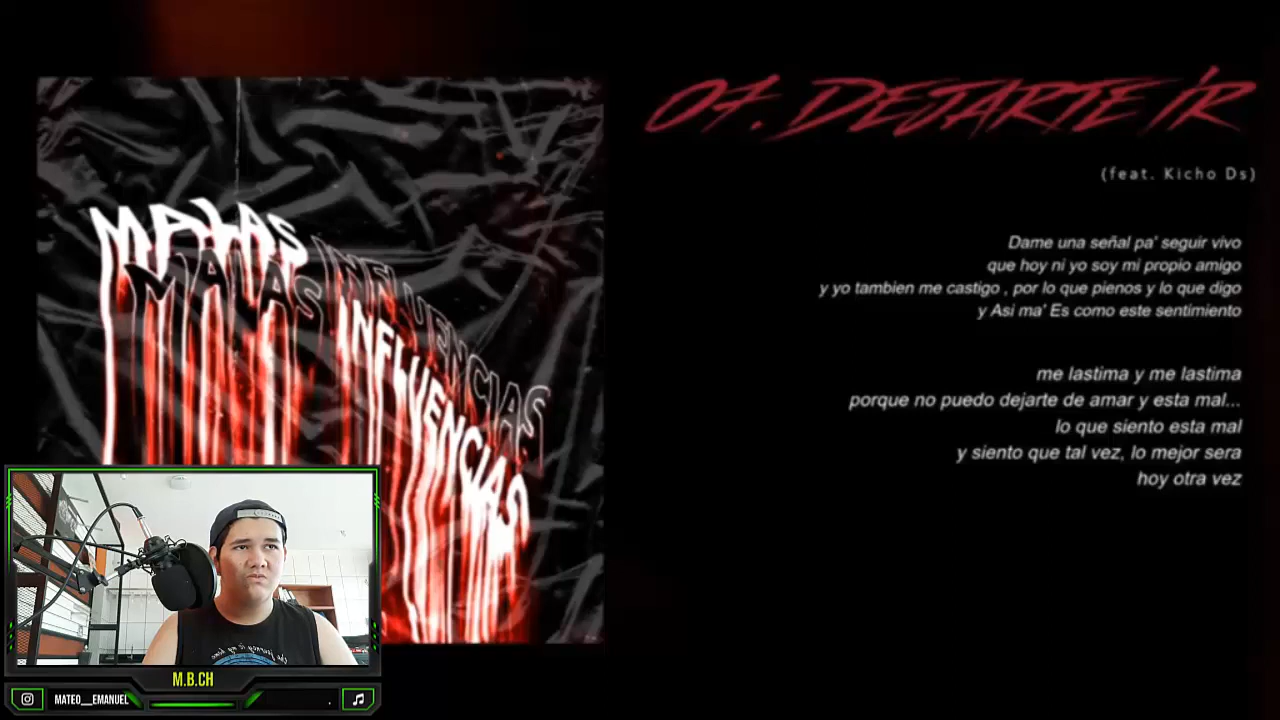 07. DEJARTE ÍR
(feat. Kicho Ds)
MALAS
MALAS
INFLUENCIAS
INFLUENCIAS
Dame una señal pa' seguir vivo
que hoy ni yo soy mi propio amigo
y yo tambien me castigo , por lo que pienos y lo que digo
y Asi ma' Es como este sentimiento
me lastima y me lastima
porque no puedo dejarte de amar y esta mal...
lo que siento esta mal
y siento que tal vez, lo mejor sera
hoy otra vez
M.B.CH
MATEO__EMANUEL